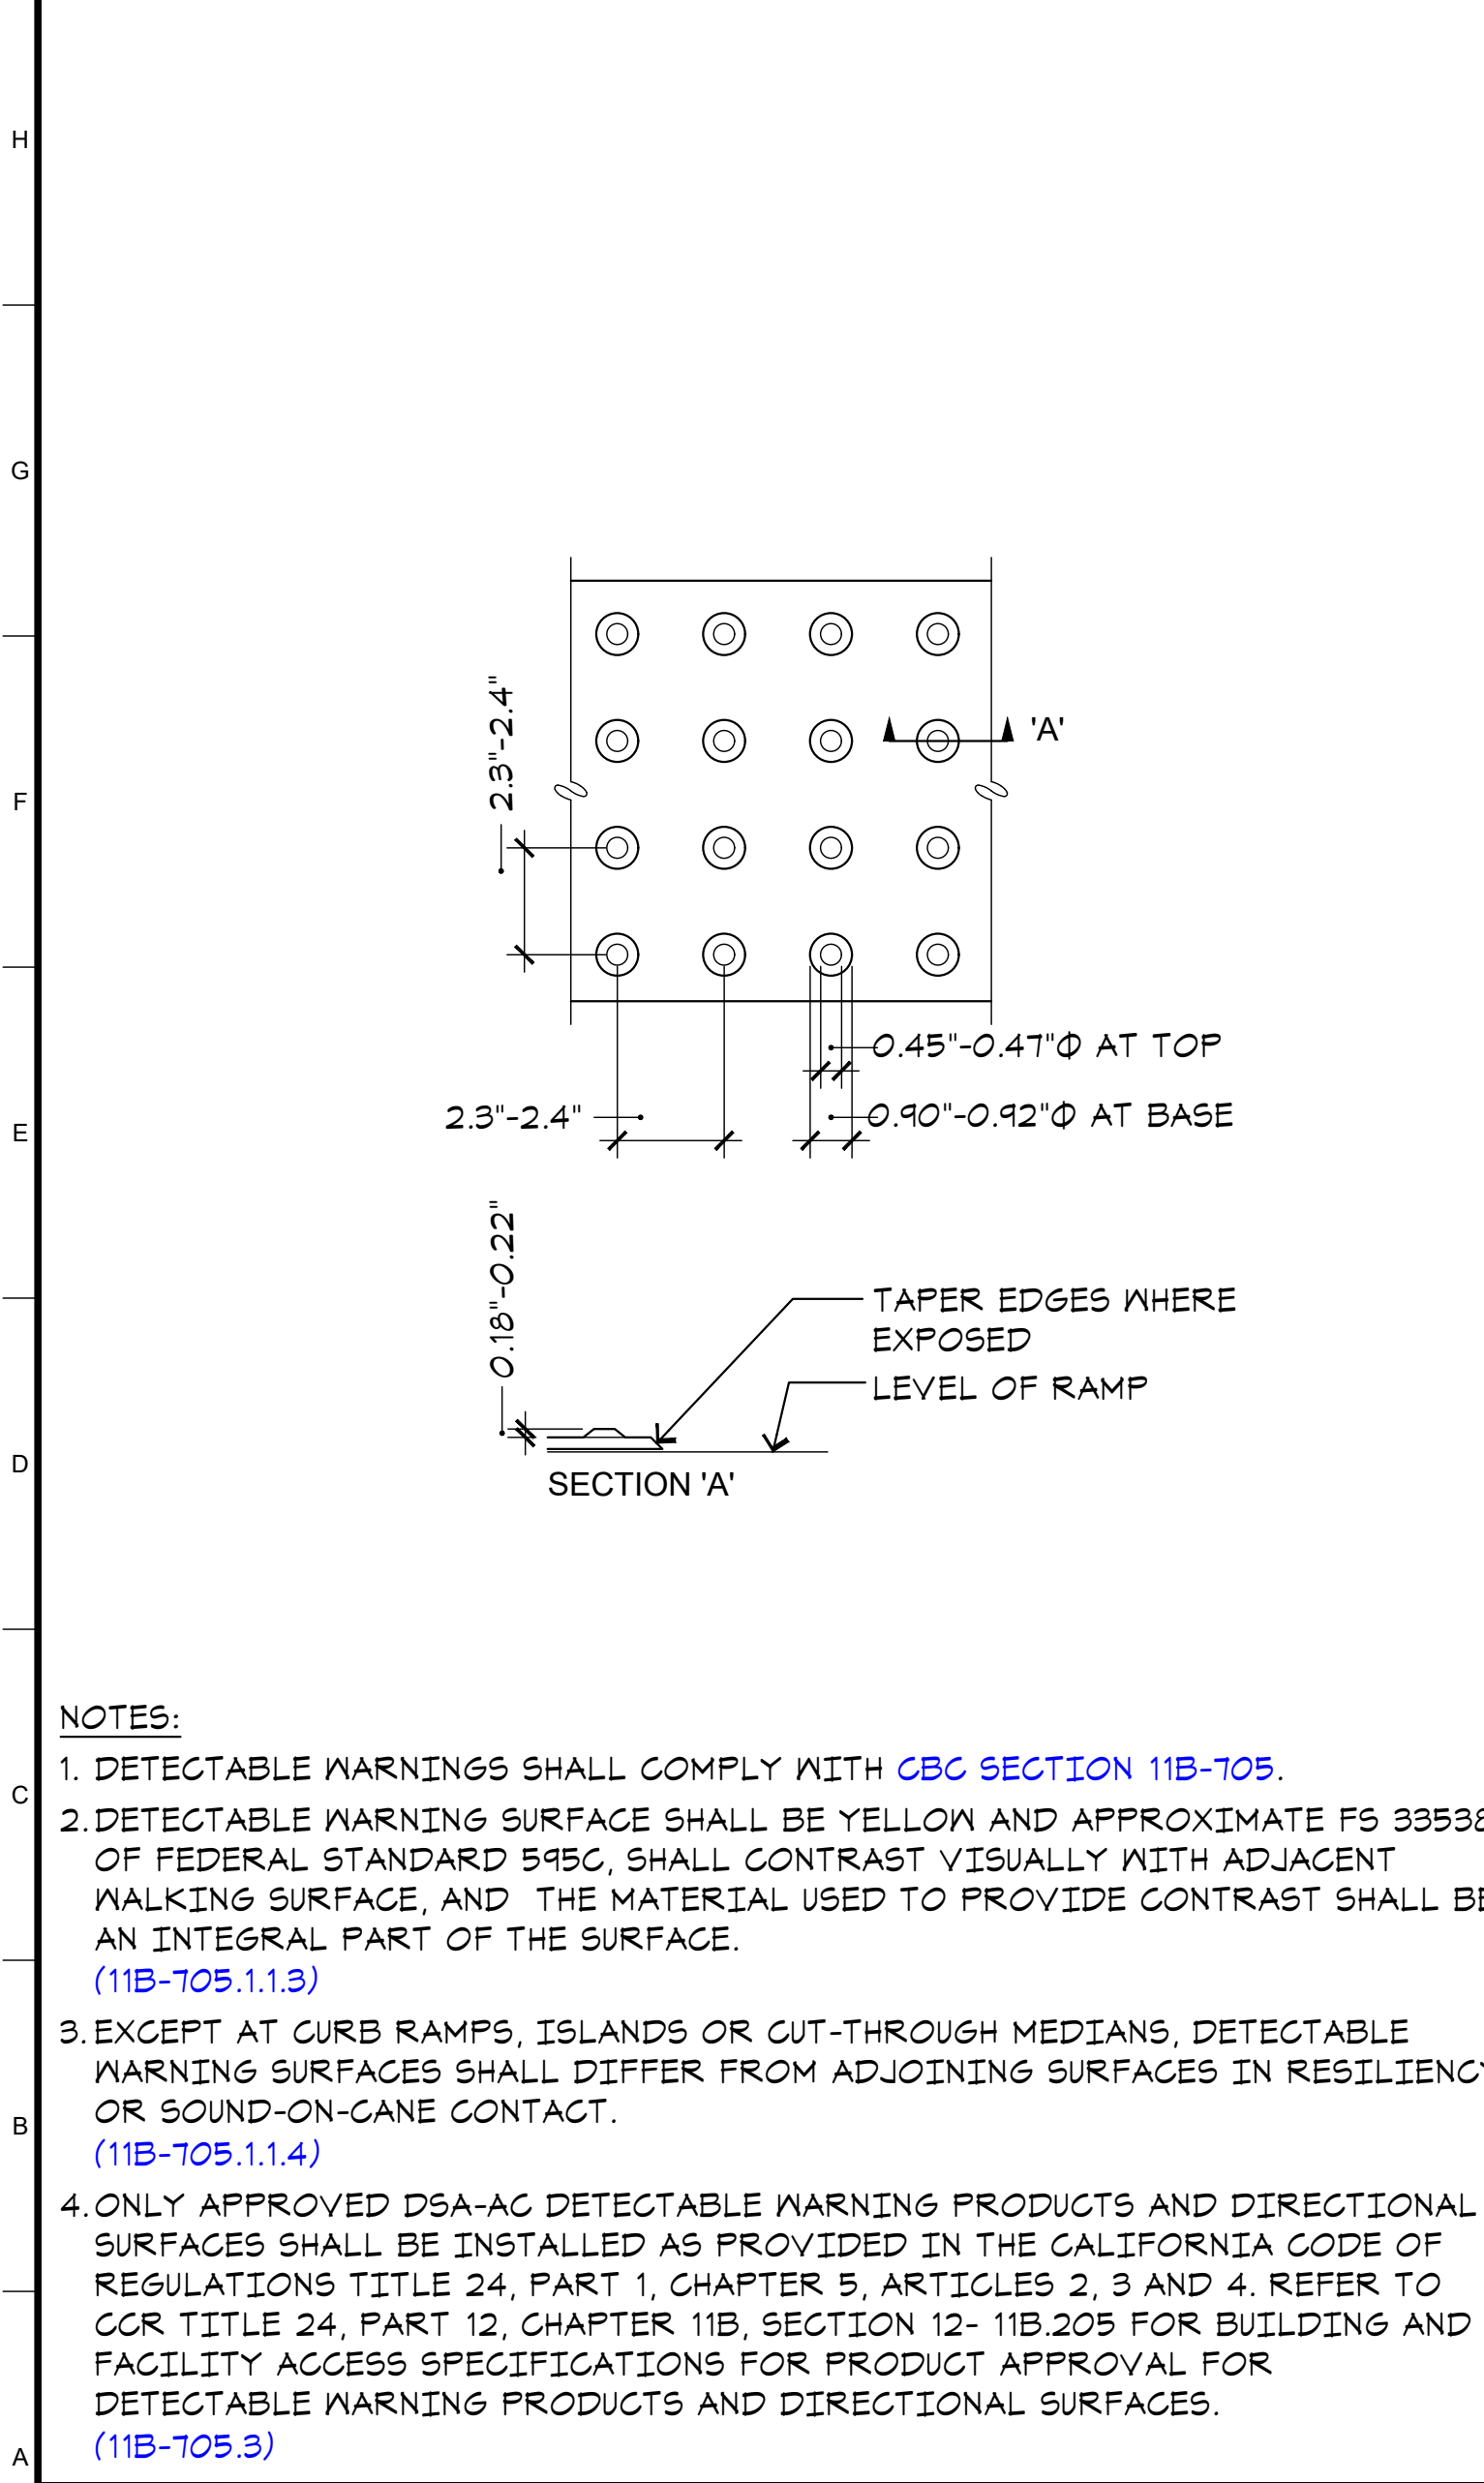 H
G
F
E
D
C
B
A
2.3"-2.4"
'A'
0.45"-0.47"Φ AT TOP
2.3"-2.4"
0.90"-0.92"Φ AT BASE
0.18"-0.22"
TAPER EDGES WHERE
EXPOSED
LEVEL OF RAMP
SECTION 'A'
NOTES:
1. DETECTABLE WARNINGS SHALL COMPLY WITH CBC SECTION 11B-705.
2. DETECTABLE WARNING SURFACE SHALL BE YELLOW AND APPROXIMATE FS 33538
OF FEDERAL STANDARD 595C, SHALL CONTRAST VISUALLY WITH ADJACENT
WALKING SURFACE, AND THE MATERIAL USED TO PROVIDE CONTRAST SHALL BE
AN INTEGRAL PART OF THE SURFACE.
(11B-705.1.1.3)
3. EXCEPT AT CURB RAMPS, ISLANDS OR CUT-THROUGH MEDIANS, DETECTABLE
WARNING SURFACES SHALL DIFFER FROM ADJOINING SURFACES IN RESILIENCY
OR SOUND-ON-CANE CONTACT.
(11B-705.1.1.4)
4. ONLY APPROVED DSA-AC DETECTABLE WARNING PRODUCTS AND DIRECTIONAL
SURFACES SHALL BE INSTALLED AS PROVIDED IN THE CALIFORNIA CODE OF
REGULATIONS TITLE 24, PART 1, CHAPTER 5, ARTICLES 2, 3 AND 4. REFER TO
CCR TITLE 24, PART 12, CHAPTER 11B, SECTION 12- 11B.205 FOR BUILDING AND
FACILITY ACCESS SPECIFICATIONS FOR PRODUCT APPROVAL FOR
DETECTABLE WARNING PRODUCTS AND DIRECTIONAL SURFACES.
(11B-705.3)